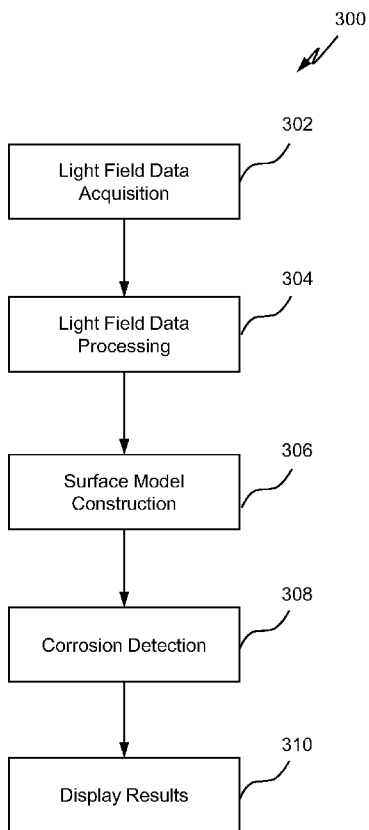 300
302
Light Field Data
Acquisition
304
Light Field Data
Processing
306
Surface Model
Construction
308
Corrosion Detection
310
Display Results